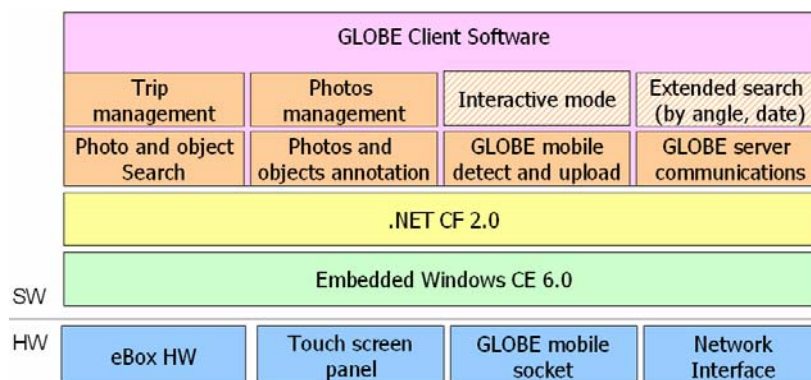 GLOBE Client Software
Trip
management
Photos
management
Interactive mode
Extended search
(by angle, date)
Photo and object
Search
Photos and
objects annotation
GLOBE mobile
detect and upload
GLOBE server
communications
.NET CF 2.0
Embedded Windows CE 6.0
SW
HW
eBox HW
Touch screen
panel
GLOBE mobile
socket
Network
Interface